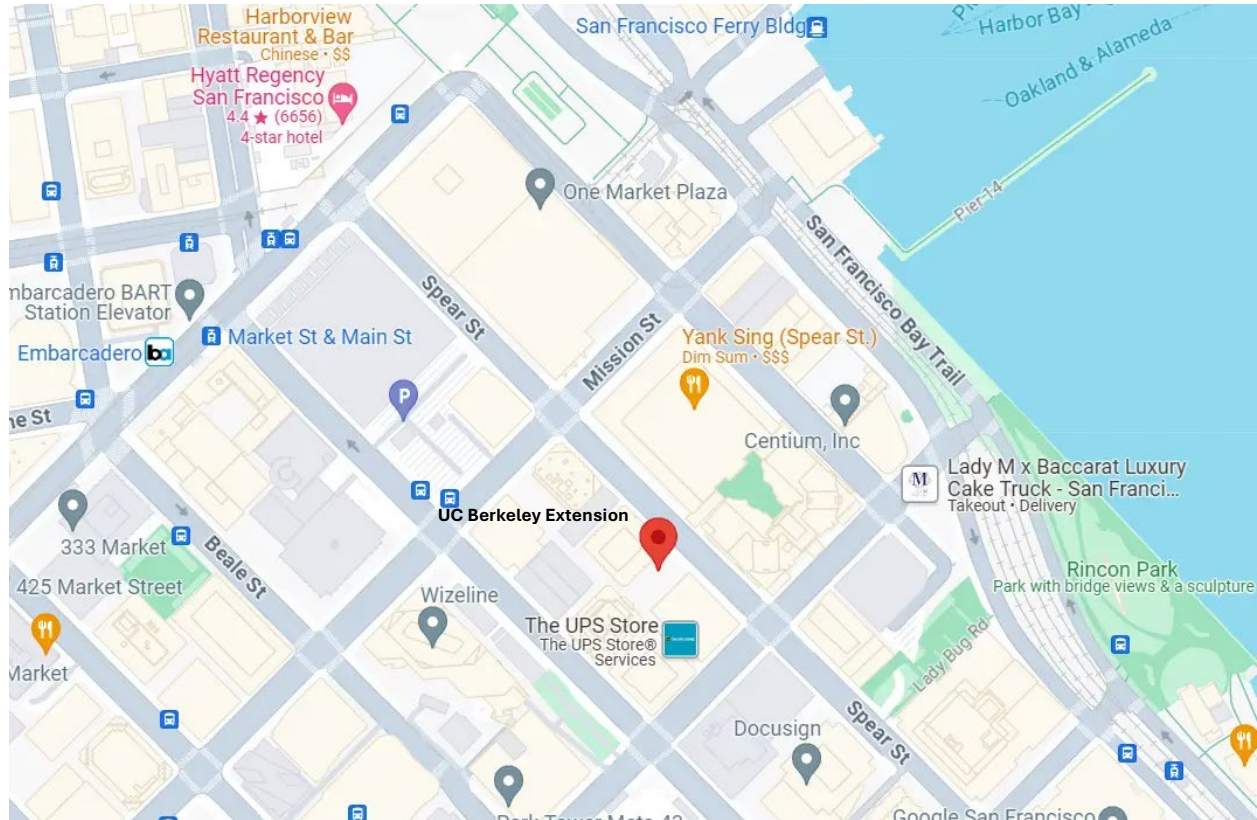 Harborview
Restaurant & Bar
Chinese • $$
San Francisco Ferry Bldg
Harbor Bay
Oakland & Alameda
Hyatt Regency
San Francisco
4.4 ★ (6656)
4-star hotel
One Market Plaza
Pier 14
San Francisco Bay Trail
mbarcadero BART
Station Elevator
Spear St
Mission St
Market St & Main St
Embarcadero ba
Yank Sing (Spear St.)
Dim Sum • $$$
P
ne St
Centium, Inc
M
Lady M x Baccarat Luxury
Cake Truck - San Franci...
Takeout • Delivery
UC Berkeley Extension
333 Market
Beale St
425 Market Street
Rincon Park
Park with bridge views & a sculpture
Wizeline
The UPS Store
The UPS Store®
Services
Lady Bug Rd
Market
Spear St
Docusign
Google San Francisco